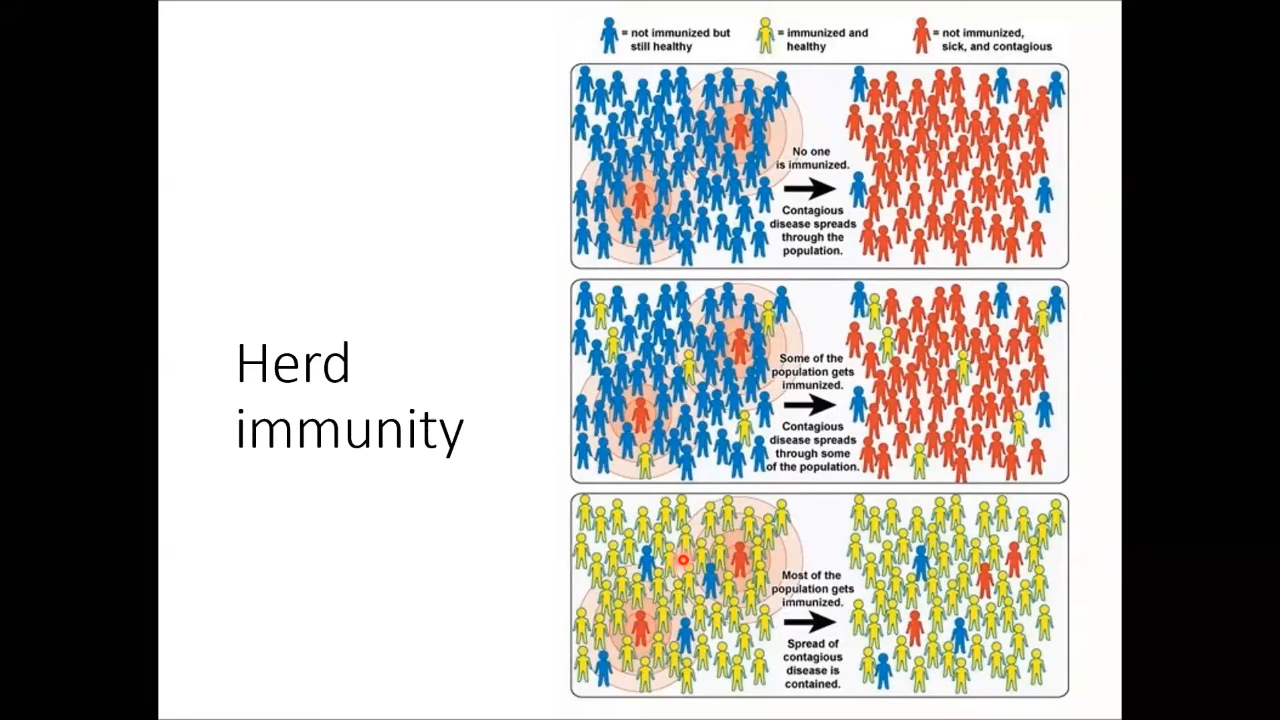 Herd
immunity
= not immunized but
still healthy
= immunized and
healthy
= not immunized,
sick, and contagious
No one
is immunized.
Contagious
disease spreads
through the
population.
Some of the
population gets
immunized.
Contagious
disease spreads
through some
of the population.
Most of the
population gets
immunized.
Spread of
contagious
disease is
contained.